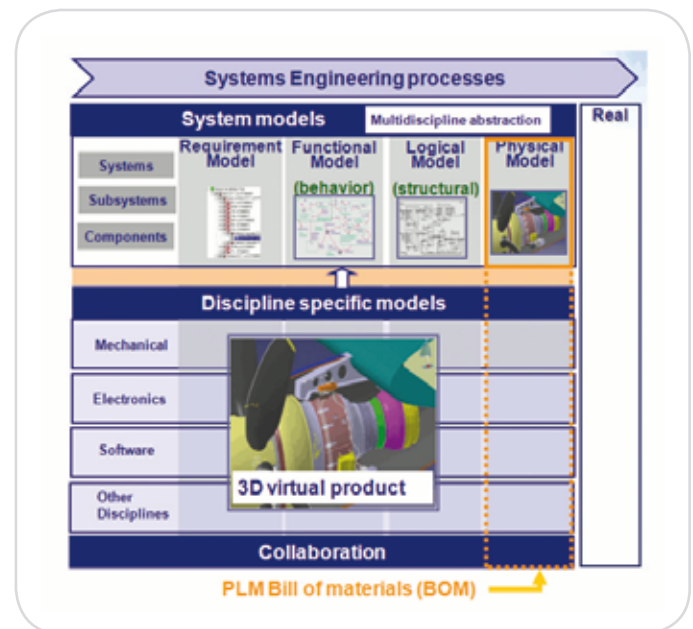 Systems Engineering processes
System models
Multidiscipline abstraction
Real
Systems
Subsystems
Components
Requirement
Model
Functional
Model
(behavior)
Logical
Model
(structural)
Physical
Model
Discipline specific models
Mechanical
Electronics
Software
Other
Disciplines
3D virtual product
Collaboration
PLM Bill of materials (BOM)